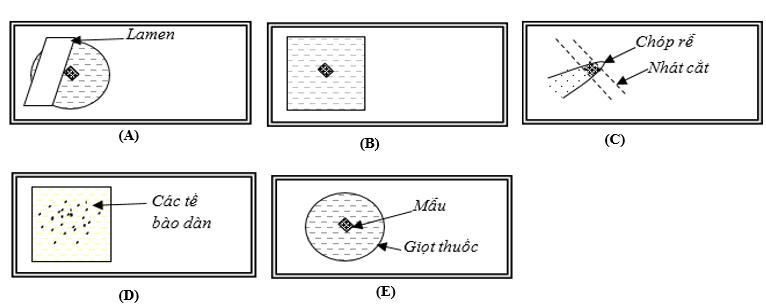 Lamen
(A)
(B)
Chóp rễ
Nhát cắt
(C)
Các tế
bào dàn
(D)
Mẫu
Giọt thuốc
(E)